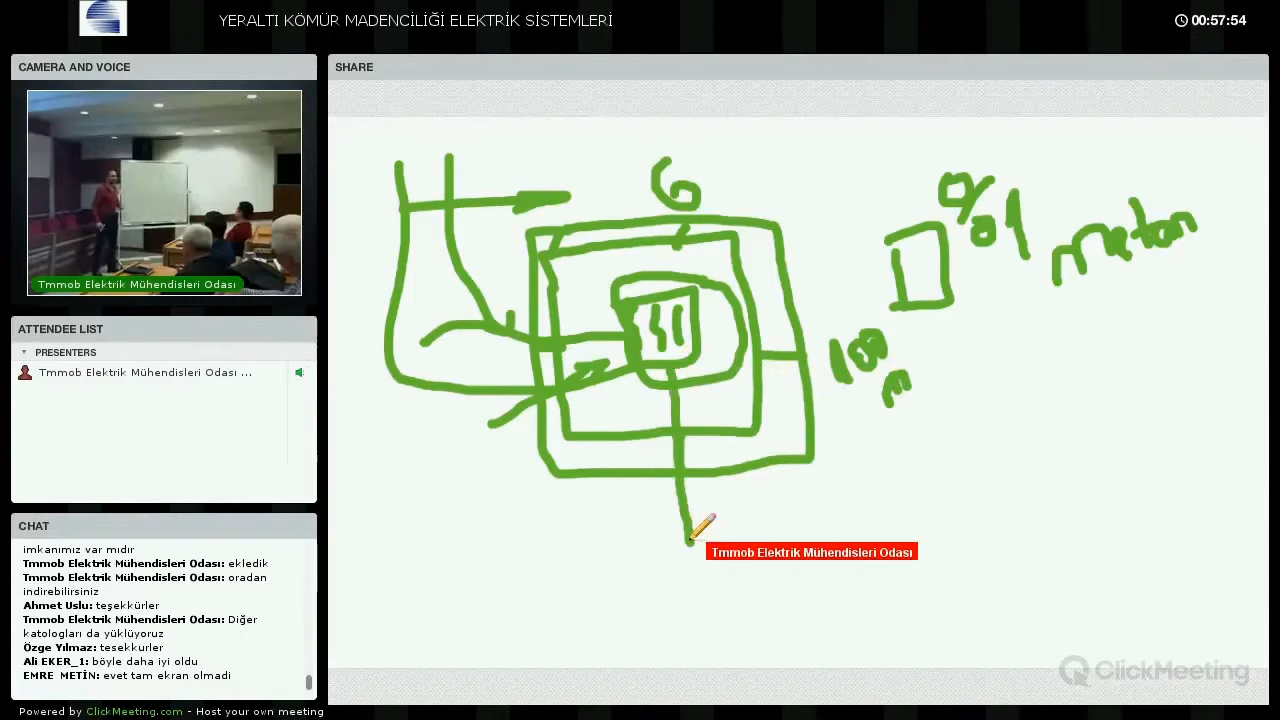 YERALTI KÖMÜR MADENCİLİĞİ ELEKTRİK SİSTEMLERİ
00:57:54
CAMERA AND VOICE
Tmmob Elektrik Mühendisleri Odası
ATTENDEE LIST
PRESENTERS
Tmmob Elektrik Mühendisleri Odası ...
CHAT
imkanımız var mıdır
Tmmob Elektrik Mühendisleri Odası: ekledik
Tmmob Elektrik Mühendisleri Odası: oradan
indirebilirsiniz
Ahmet Uslu: teşekkürler
Tmmob Elektrik Mühendisleri Odası: Diğer
katologları da yüklüyoruz
Özge Yılmaz: tesekkurler
Ali EKER_1: böyle daha iyi oldu
EMRE METİN: evet tam ekran olmadi
Powered by ClickMeeting.com - Host your own meeting
SHARE
6
%1 metan
100
m
Tmmob Elektrik Mühendisleri Odası
ClickMeeting